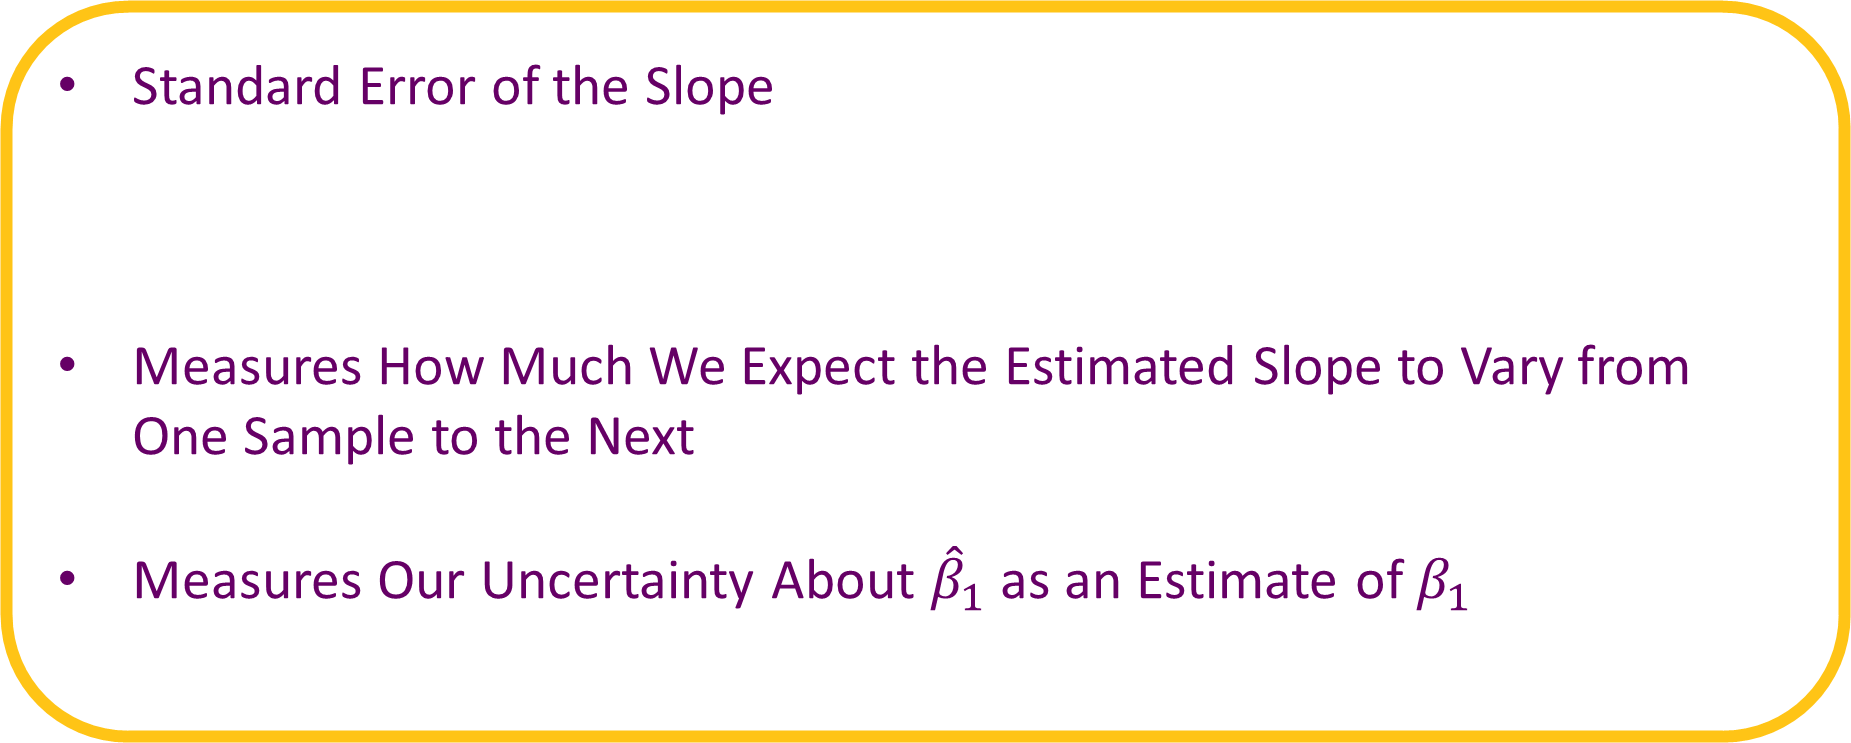 • Standard Error of the Slope
• Measures How Much We Expect the Estimated Slope to Vary from
One Sample to the Next
• Measures Our Uncertainty About β̂₁ as an Estimate of β₁